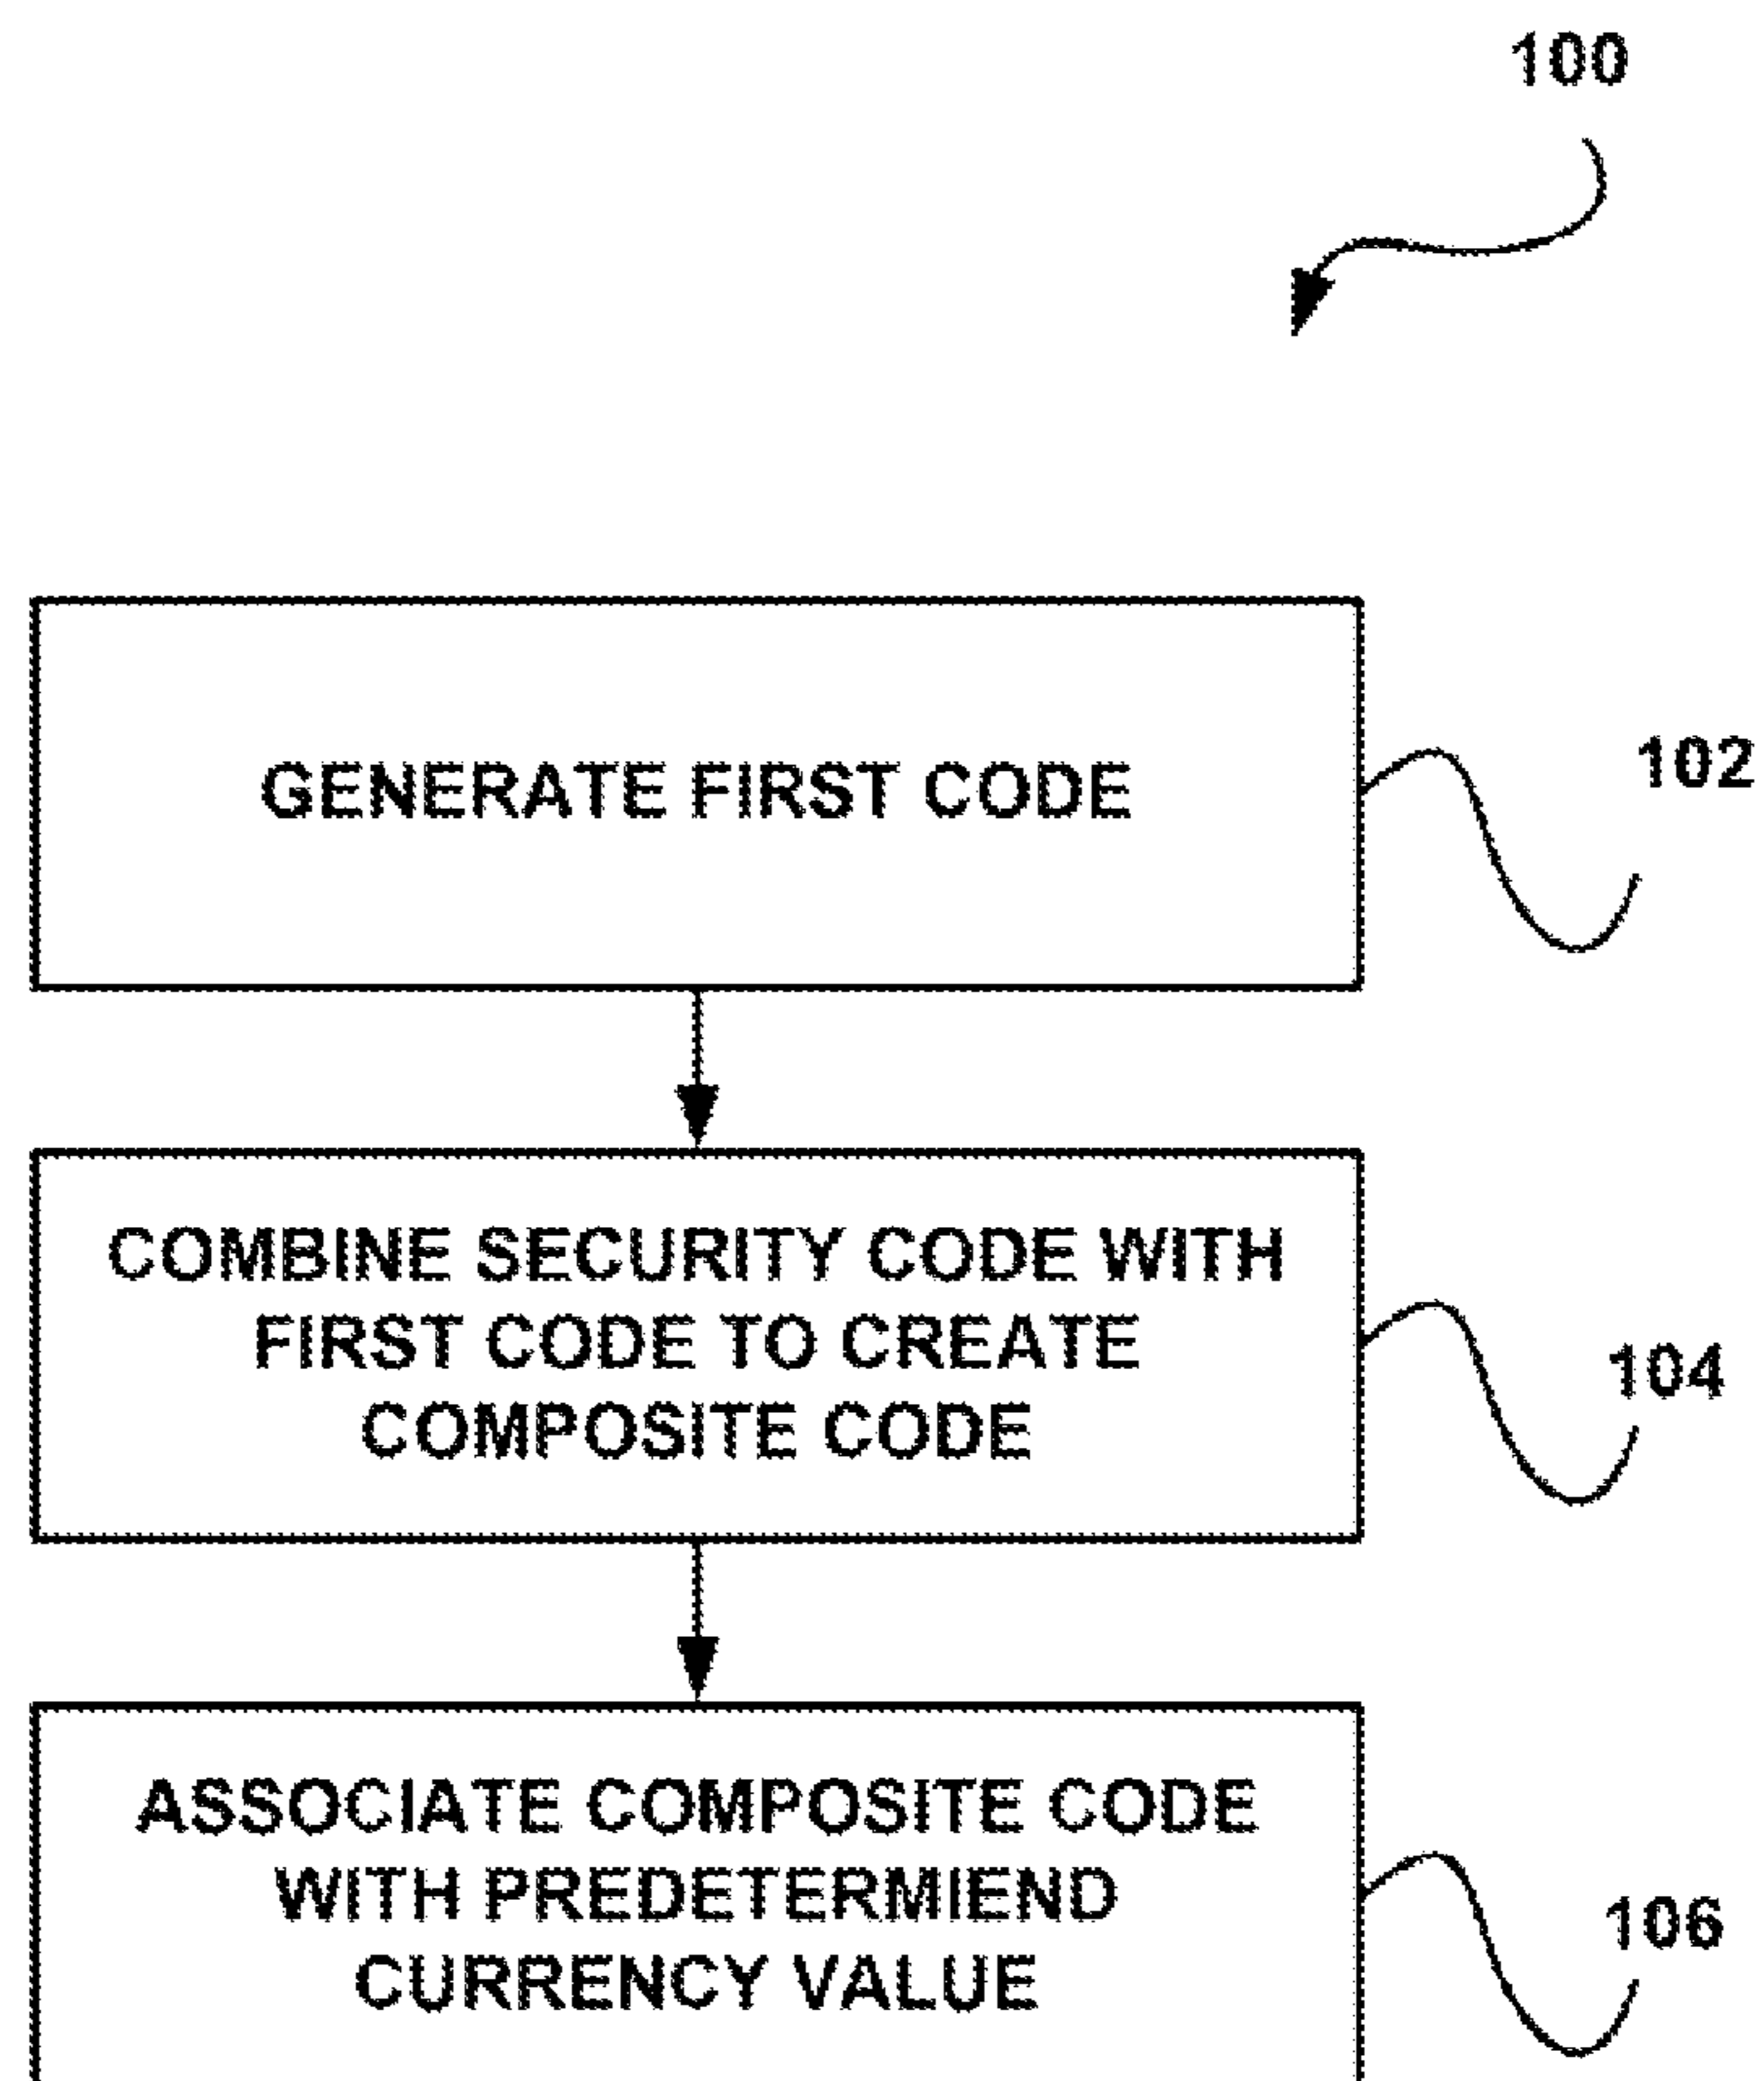 100
GENERATE FIRST CODE
102
COMBINE SECURITY CODE WITH
FIRST CODE TO CREATE
COMPOSITE CODE
104
ASSOCIATE COMPOSITE CODE
WITH PREDETERMIEND
CURRENCY VALUE
106